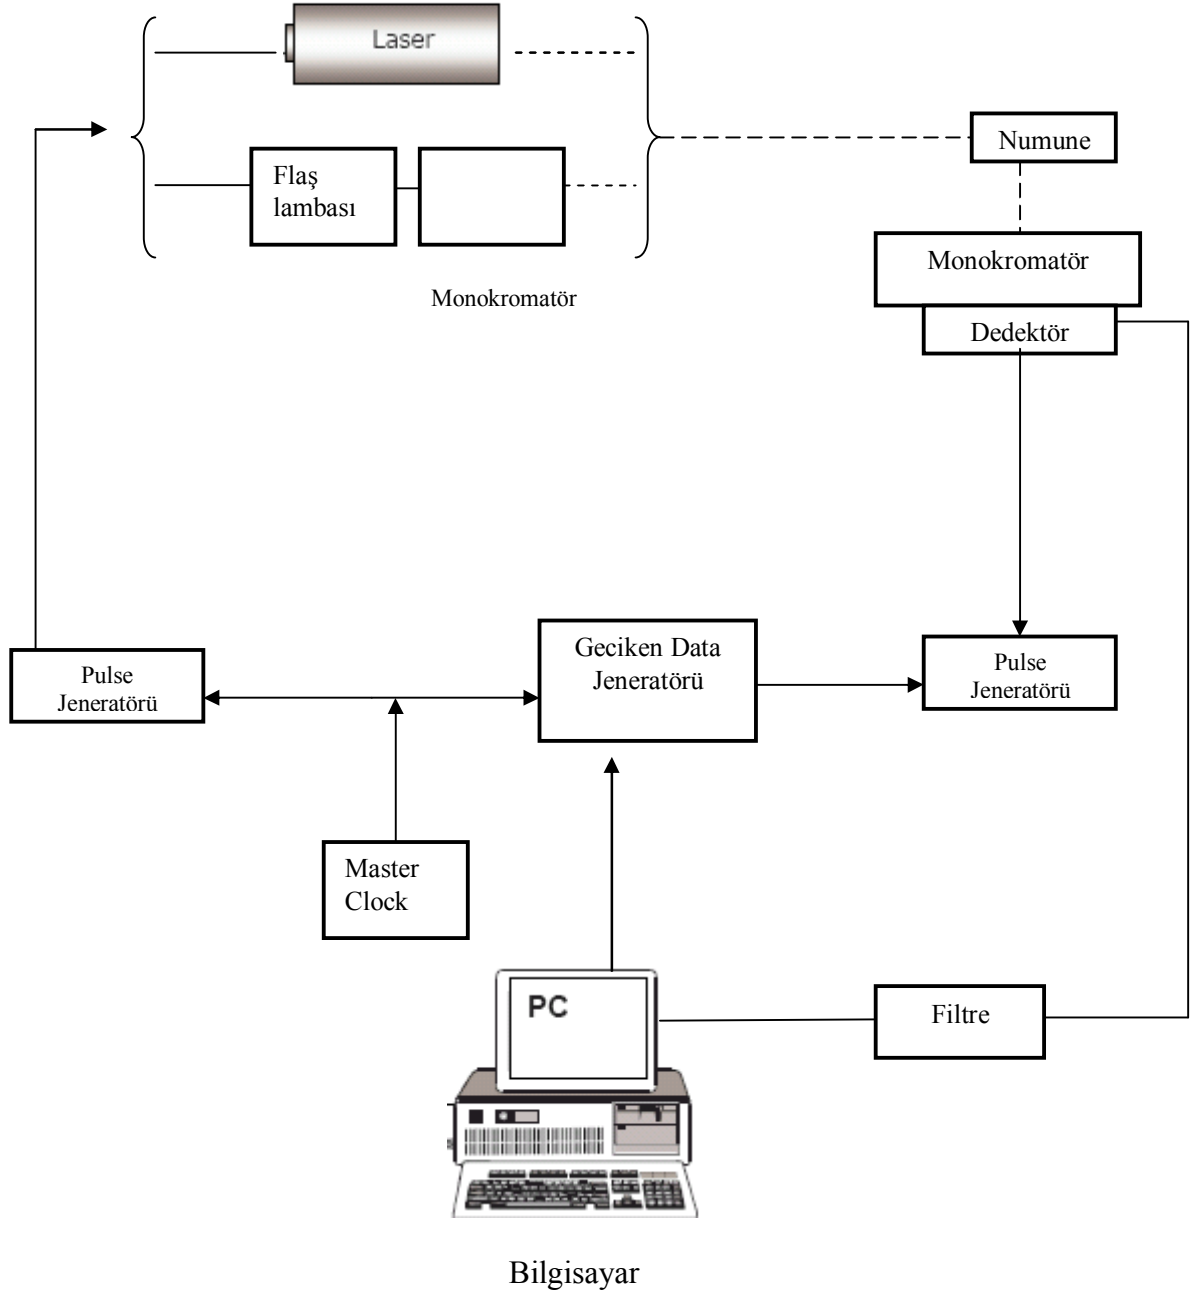 Laser
Flaş
lambası
Monokromatör
Numune
Monokromatör
Dedektör
Pulse
Jeneratörü
Geciken Data
Jeneratörü
Pulse
Jeneratörü
Master
Clock
PC
Filtre
Bilgisayar